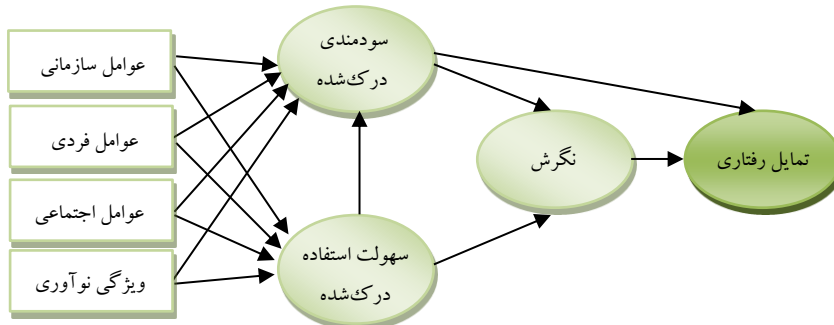 سودمندی
درک‌شده
عوامل سازمانی
عوامل فردی
نگرش
تمایل رفتاری
عوامل اجتماعی
سهولت استفاده
درک‌شده
ویژگی نوآوری